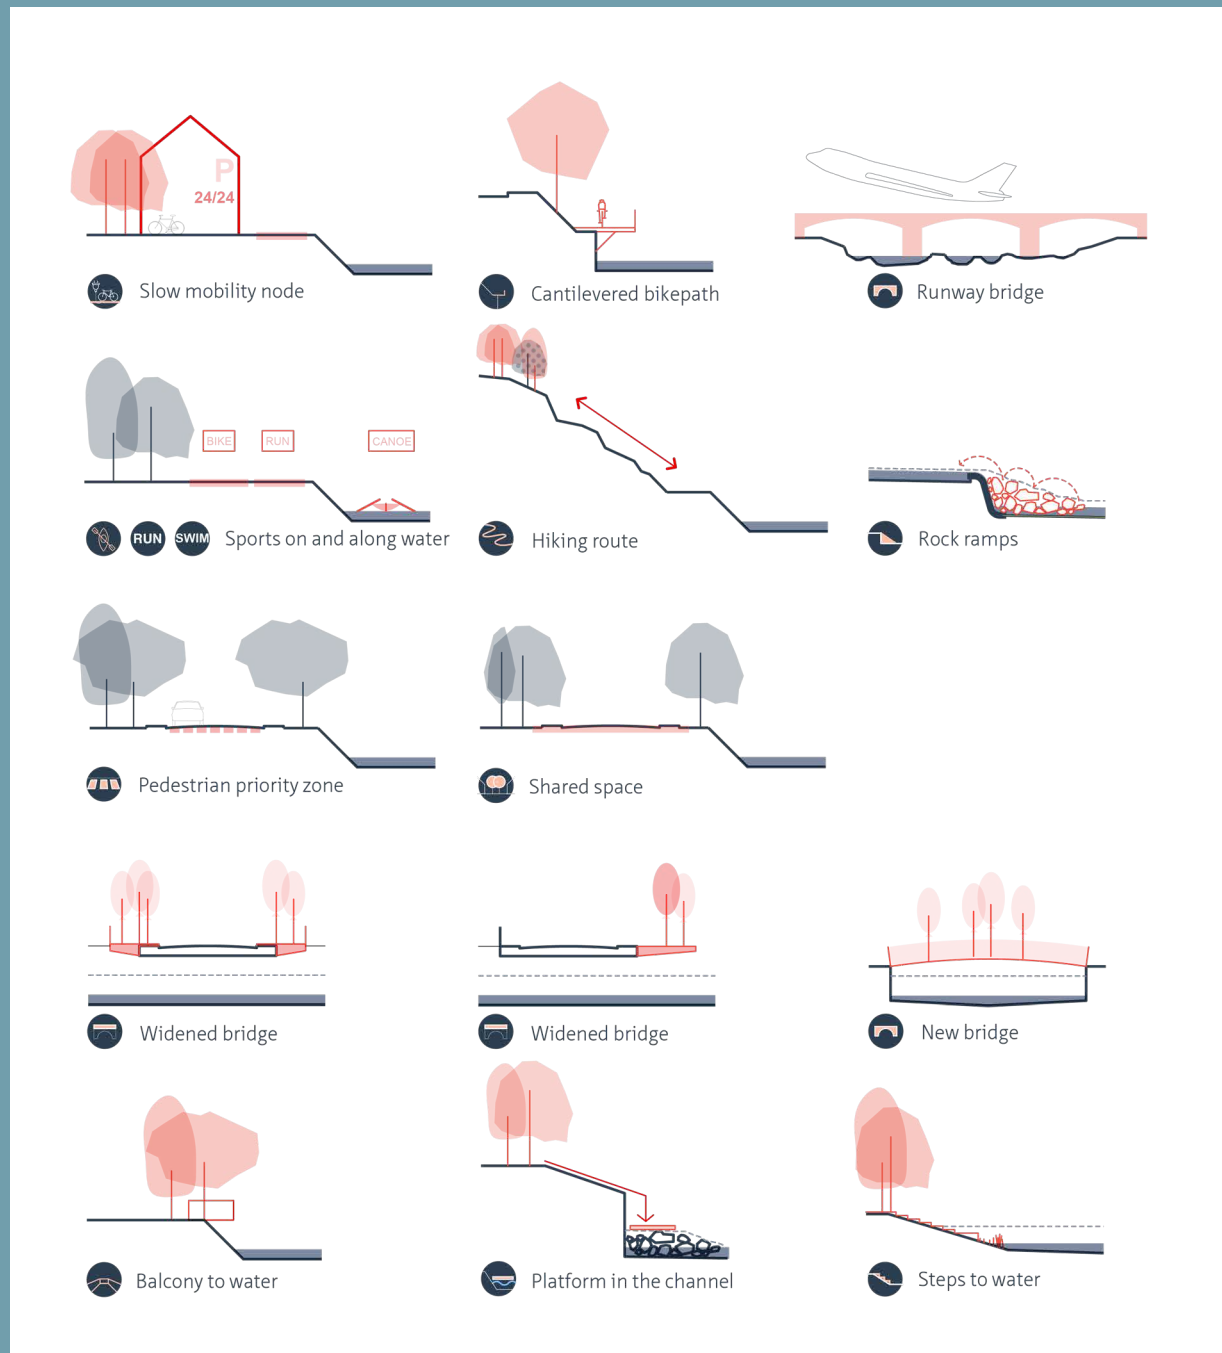 P
24/24
Slow mobility node
Cantilevered bikepath
Runway bridge
BIKE
RUN
CANOE
RUN
SWIM
Sports on and along water
Hiking route
Rock ramps
Pedestrian priority zone
Shared space
Widened bridge
Widened bridge
New bridge
Balcony to water
Platform in the channel
Steps to water